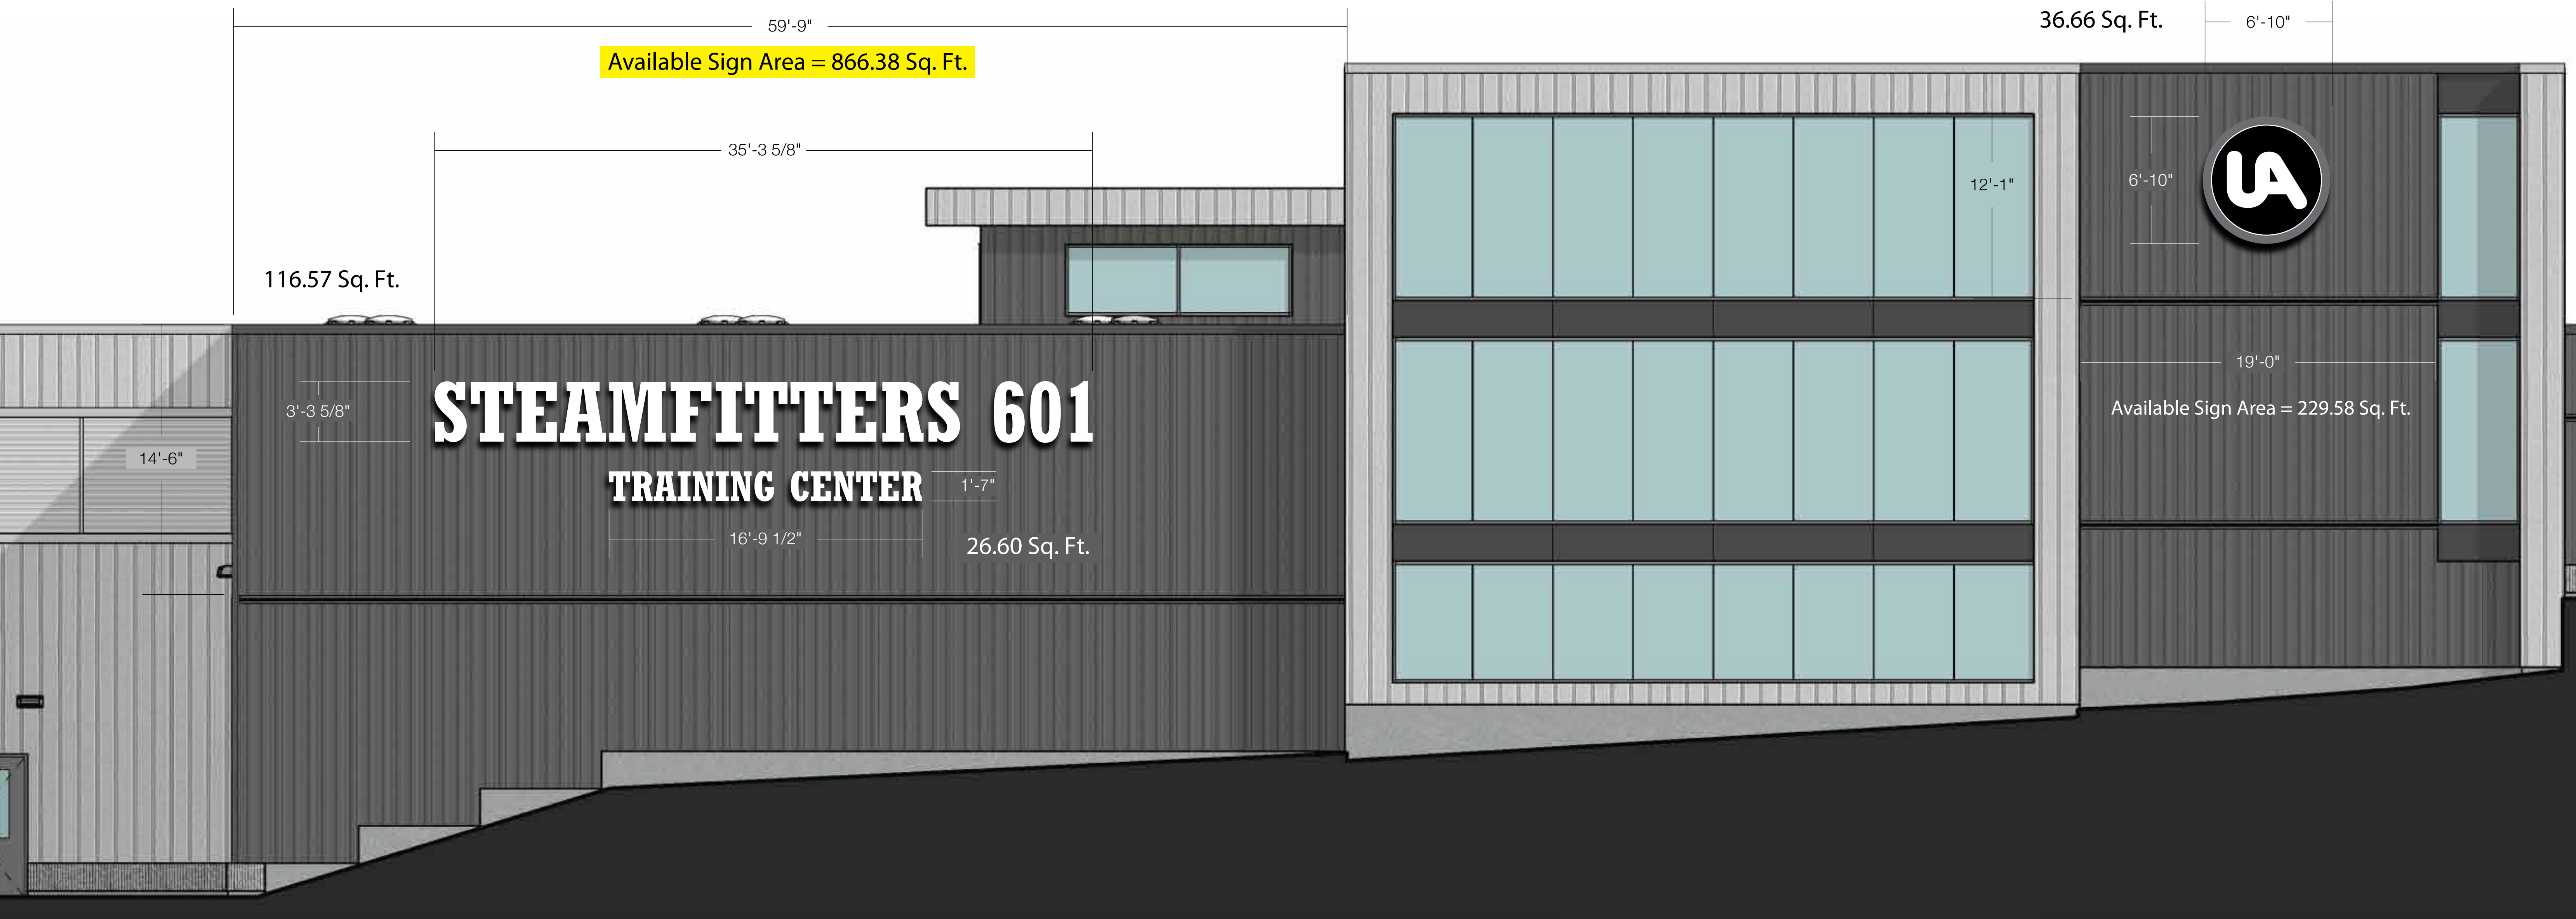 59'-9"
36.66 Sq. Ft.
6'-10"
Available Sign Area = 866.38 Sq. Ft.
35'-3 5/8"
12'-1"
6'-10"
UA
116.57 Sq. Ft.
19'-0"
Available Sign Area = 229.58 Sq. Ft.
3'-3 5/8"
STEAMFITTERS 601
14'-6"
TRAINING CENTER
1'-7"
16'-9 1/2"
26.60 Sq. Ft.